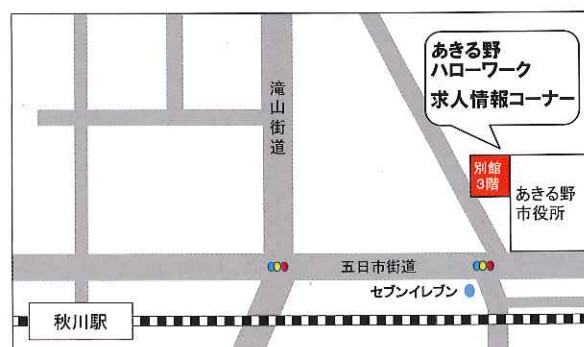 あきる野
ハローワーク
求人情報コーナー
滝山街道
別館
3階
あきる野
市役所
五日市街道
セブンイレブン
秋川駅